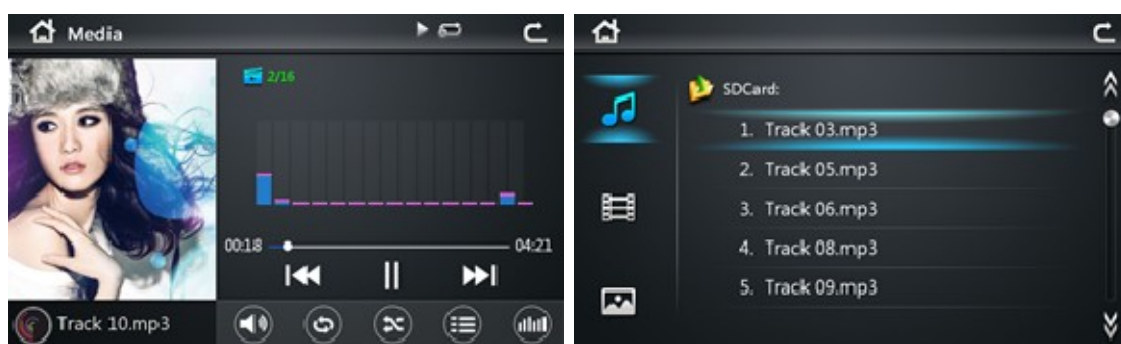 Media
2/16
00:18
04:21
Track 10.mp3
SDCard:
1. Track 03.mp3
2. Track 05.mp3
3. Track 06.mp3
4. Track 08.mp3
5. Track 09.mp3